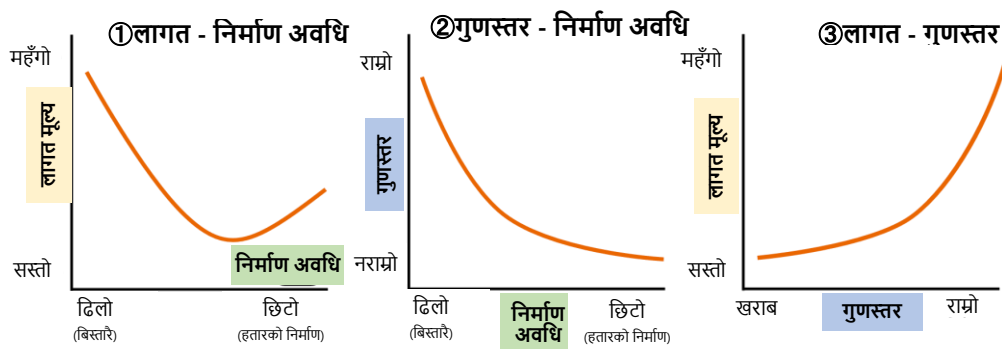 ①लागत - निर्माण अवधि
महँगो
लागत मूल्य
सस्तो
निर्माण अवधि
ढिलो
(बिस्तारै)
छिटो
(हतारको निर्माण)
②गुणस्तर - निर्माण अवधि
राम्रो
गुणस्तर
नराम्रो
ढिलो
(बिस्तारै)
निर्माण
अवधि
छिटो
(हतारको निर्माण)
③लागत - गुणस्तर
महँगो
लागत मूल्य
सस्तो
खराब
गुणस्तर
राम्रो